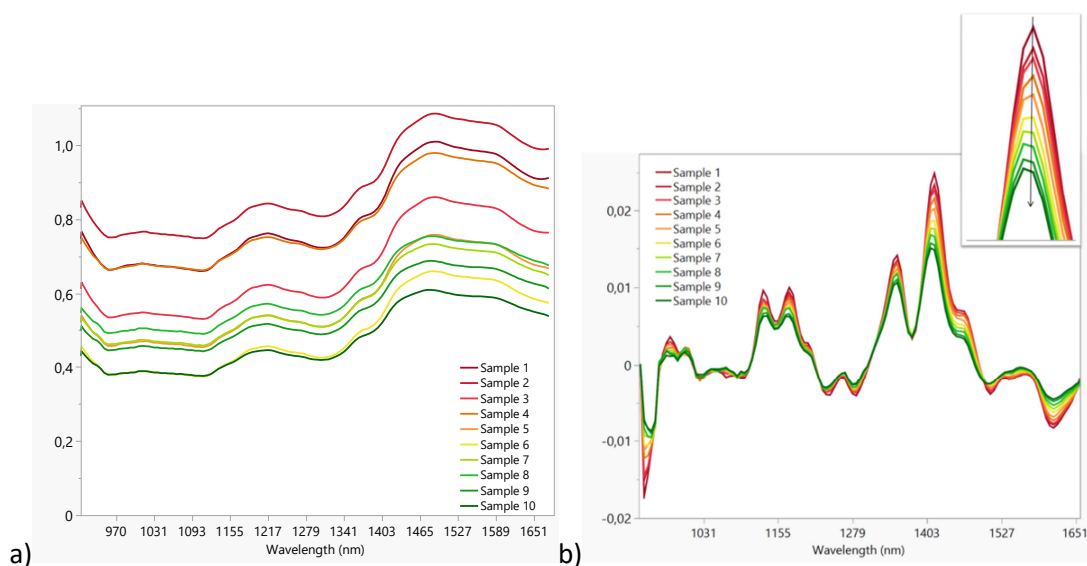 1,0
0,8
0,6
0,4
0,2
0
Sample 1
Sample 2
Sample 3
Sample 4
Sample 5
Sample 6
Sample 7
Sample 8
Sample 9
Sample 10
970 1031 1093 1155 1217 1279 1341 1403 1465 1527 1589 1651
Wavelength (nm)
a)
Sample 1
Sample 2
Sample 3
Sample 4
Sample 5
Sample 6
Sample 7
Sample 8
Sample 9
Sample 10
0,02
0,01
0
-0,01
-0,02
1031 1155 1279 1403 1527 1651
Wavelength (nm)
b)